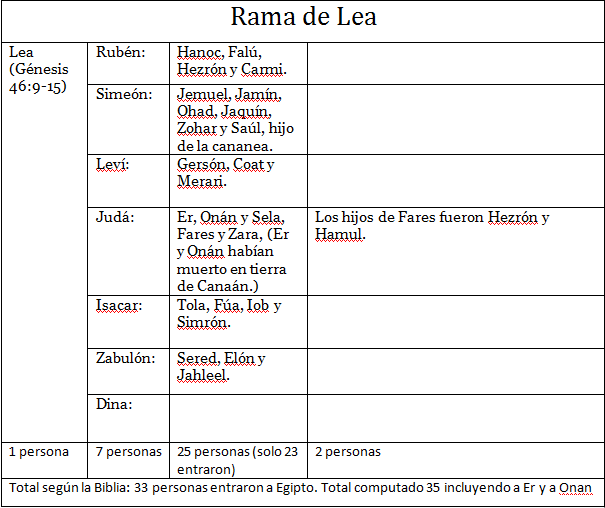 Rama de Lea
Lea
(Génesis
46:9-15)
Rubén:
Hanoc, Falú,
Hezrón y Carmi.
Simeón:
Jemuel, Jamín,
Ohad, Jaquín,
Zohar y Saúl, hijo
de la cananea.
Leví:
Gersón, Coat y
Merari.
Judá:
Er, Onán y Sela,
Fares y Zara, (Er
y Onán habían
muerto en tierra
de Canaán.)
Los hijos de Fares fueron Hezrón y
Hamul.
Isacar:
Tola, Fúa, Iob y
Simrón.
Zabulón:
Sered, Elón y
Jahleel.
Dina:
1 persona
7 personas
25 personas (solo 23
entraron)
2 personas
Total según la Biblia: 33 personas entraron a Egipto. Total computado 35 incluyendo a Er y a Onan